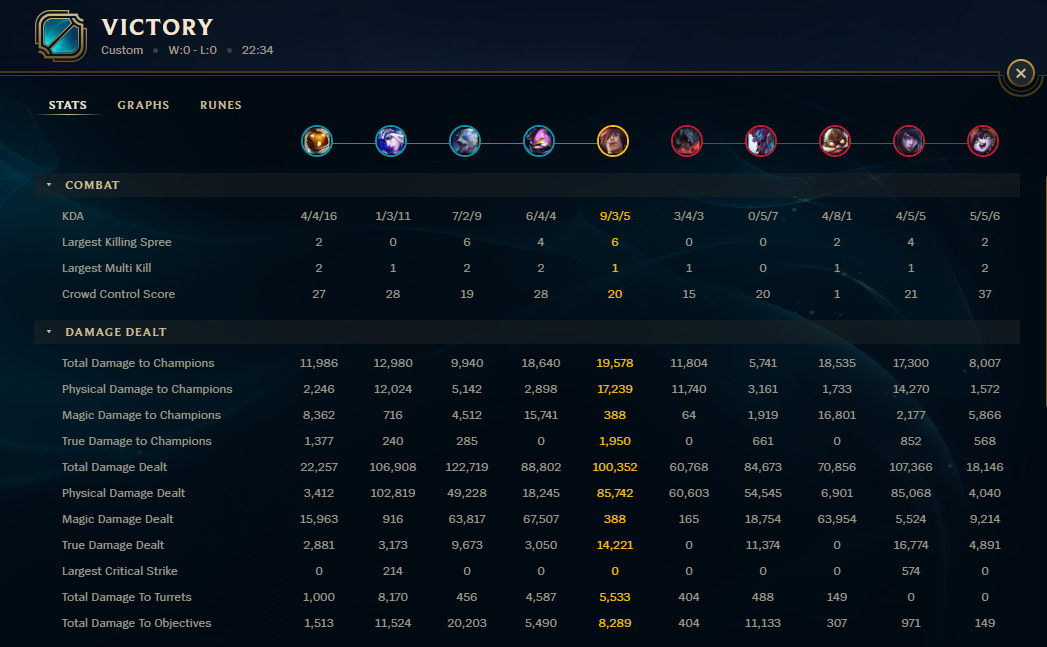 VICTORY
Custom • W:0 - L:0 • 22:34
STATS GRAPHS RUNES
COMBAT
KDA 4/4/16 1/3/11 7/2/9 6/4/4 9/3/5 3/4/3 0/5/7 4/8/1 4/5/5 5/5/6
Largest Killing Spree 2 0 6 4 6 0 0 2 4 2
Largest Multi Kill 2 1 2 2 1 1 0 1 1 2
Crowd Control Score 27 28 19 28 20 15 20 1 21 37
DAMAGE DEALT
Total Damage to Champions 11,986 12,980 9,940 18,640 19,578 11,804 5,741 18,535 17,300 8,007
Physical Damage to Champions 2,246 12,024 5,142 2,898 17,239 11,740 3,161 1,733 14,270 1,572
Magic Damage to Champions 8,362 716 4,512 15,741 388 64 1,919 16,801 2,177 5,866
True Damage to Champions 1,377 240 285 0 1,950 0 661 0 852 568
Total Damage Dealt 22,257 106,908 122,719 88,802 100,352 60,768 84,673 70,856 107,366 18,146
Physical Damage Dealt 3,412 102,819 49,228 18,245 85,742 60,603 54,545 6,901 85,068 4,040
Magic Damage Dealt 15,963 916 63,817 67,507 388 165 18,754 63,954 5,524 9,214
True Damage Dealt 2,881 3,173 9,673 3,050 14,221 0 11,374 0 16,774 4,891
Largest Critical Strike 0 214 0 0 0 0 0 0 574 0
Total Damage To Turrets 1,000 8,170 456 4,587 5,533 404 488 149 0 0
Total Damage To Objectives 1,513 11,524 20,203 5,490 8,289 404 11,133 307 971 149